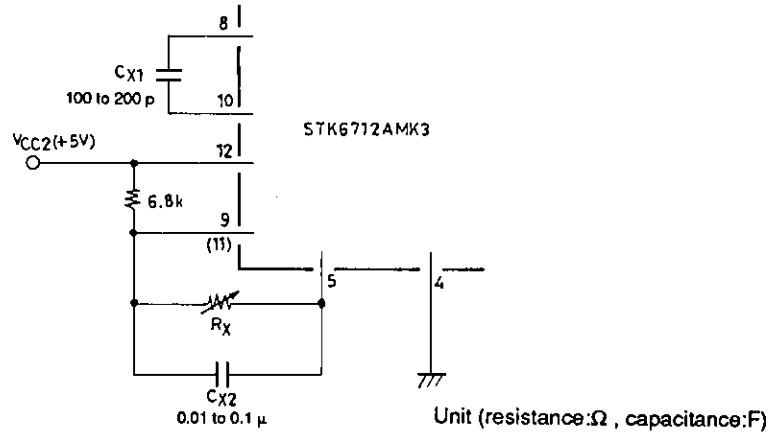 8
CX1
100 to 200 p
10
STK6712AMK3
VCC2(+5V)
12
6.8k
9
(11)
5
4
RX
CX2
0.01 to 0.1 μ
Unit (resistance:Ω , capacitance:F)